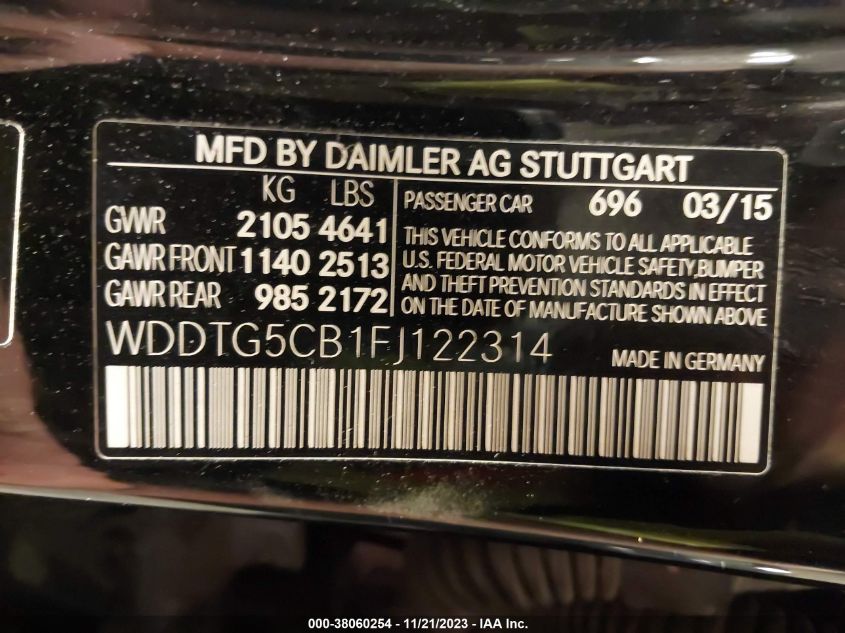 MFD BY DAIMLER AG STUTTGART
KG LBS
GVWR 2105 4641
GAWR FRONT 1140 2513
GAWR REAR 985 2172
PASSENGER CAR 696 03/15
THIS VEHICLE CONFORMS TO ALL APPLICABLE
U.S. FEDERAL MOTOR VEHICLE SAFETY,BUMPER
AND THEFT PREVENTION STANDARDS IN EFFECT
ON THE DATE OF MANUFACTURE SHOWN ABOVE
WDDTG5CB1FJ122314 MADE IN GERMANY
000-38060254 - 11/21/2023 - IAA Inc.